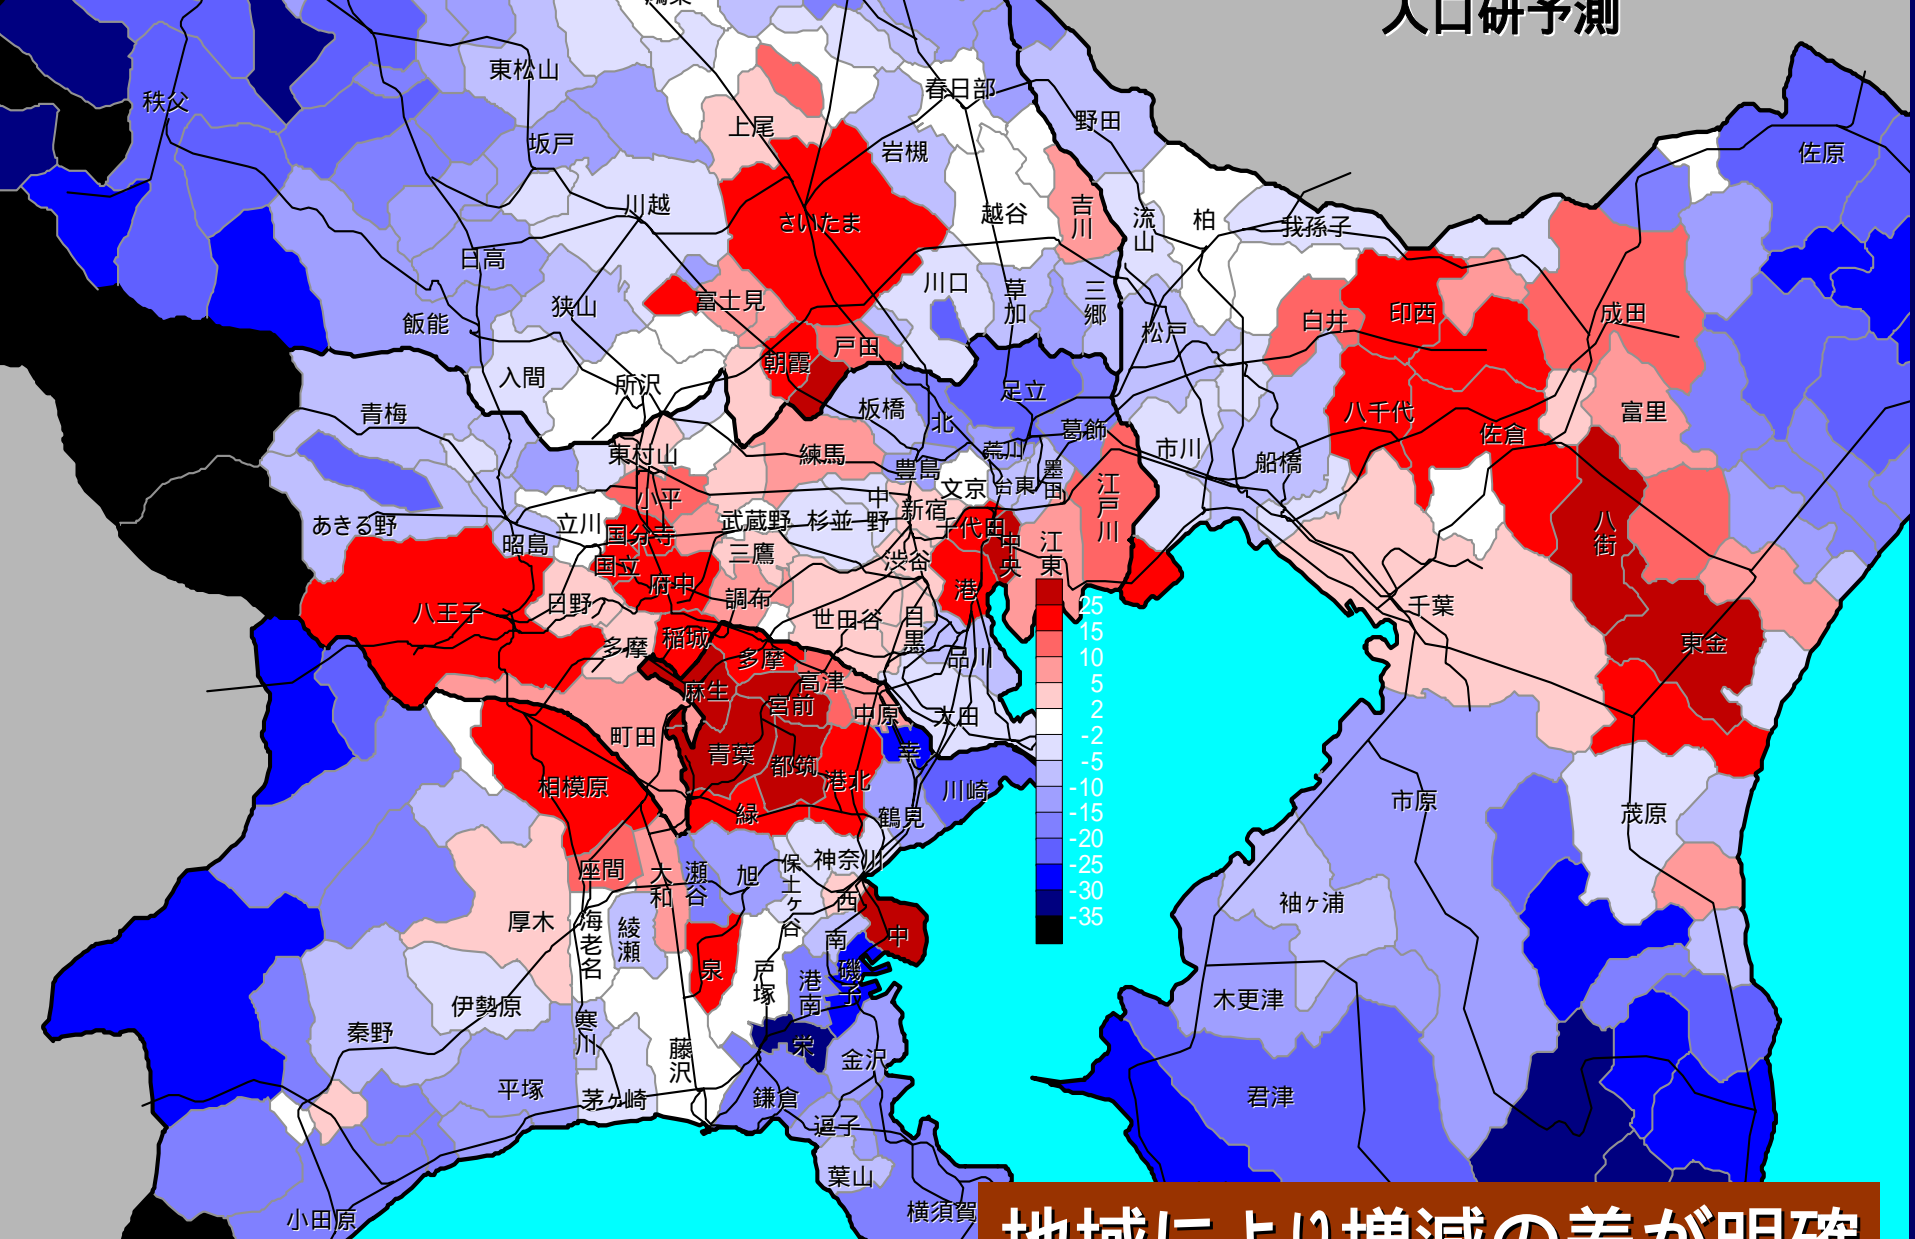 人口研予測
東松山
秩父
春日部
野田
上尾
坂戸
岩槻
佐原
川越
さいたま
越谷
吉川
流山
柏
我孫子
日高
狭山
富士見
川口
草加
三郷
飯能
松戸
白井
印西
成田
朝霞
戸田
入間
所沢
足立
青梅
板橋
北
葛飾
八千代
佐倉
富里
東村山
練馬
豊島
荒川
市川
船橋
小平
文京
台東
墨田
江戸川
あきる野
立川
国分寺
武蔵野
杉並
中野
新宿
千代田
昭島
国立
三鷹
渋谷
中央
江東
八街
府中
港
八王子
日野
調布
世田谷
目黒
千葉
多摩
稲城
多摩
品川
東金
麻生
高津
宮前
町田
中原
大田
青葉
都筑
港北
幸
相模原
川崎
市原
緑
鶴見
茂原
座間
大和
瀬谷
旭
保土ヶ谷
神奈川
西
袖ヶ浦
厚木
海老名
綾瀬
南
中
泉
戸塚
港南
磯子
伊勢原
木更津
秦野
寒川
藤沢
栄
金沢
平塚
茅ヶ崎
鎌倉
君津
逗子
葉山
小田原
横須賀
25
15
10
5
2
-2
-5
-10
-15
-20
-25
-30
-35
地域により増減の差が明確